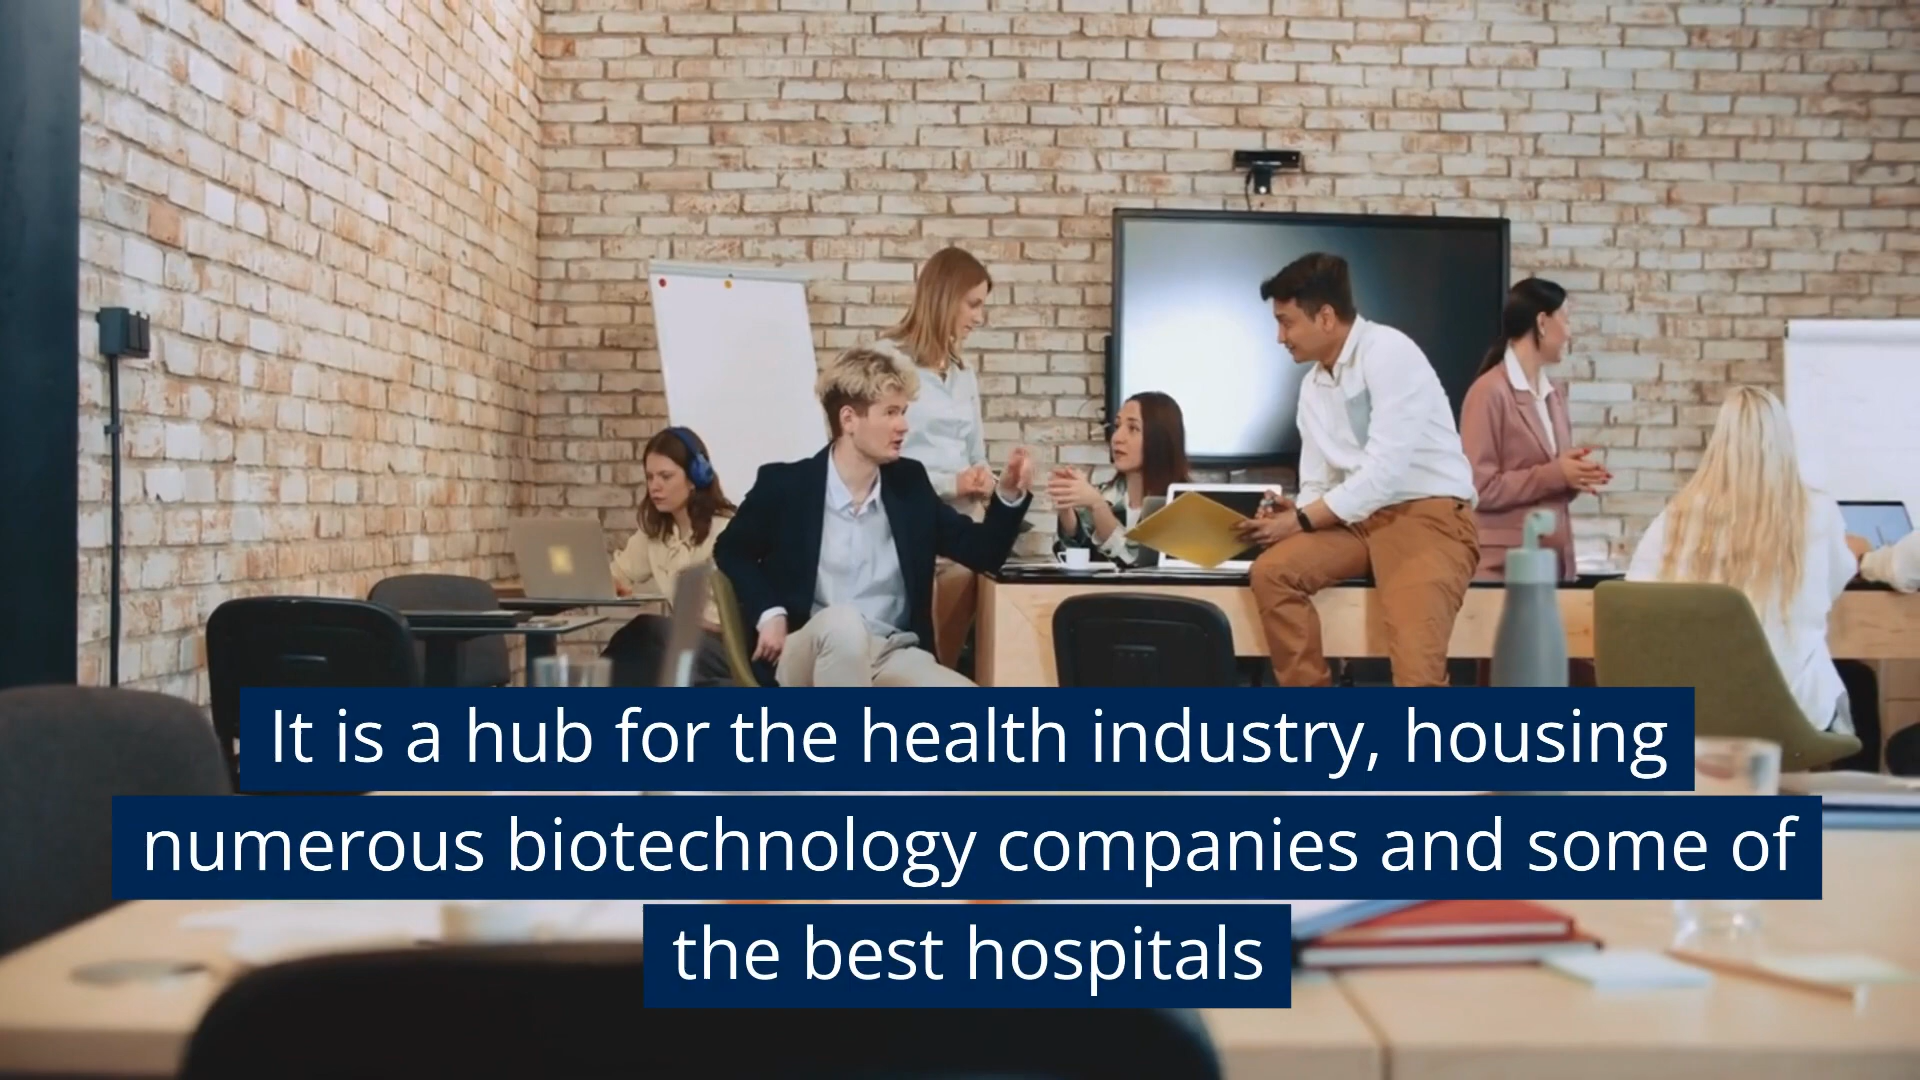 It is a hub for the health industry, housing
numerous biotechnology companies and some of
the best hospitals